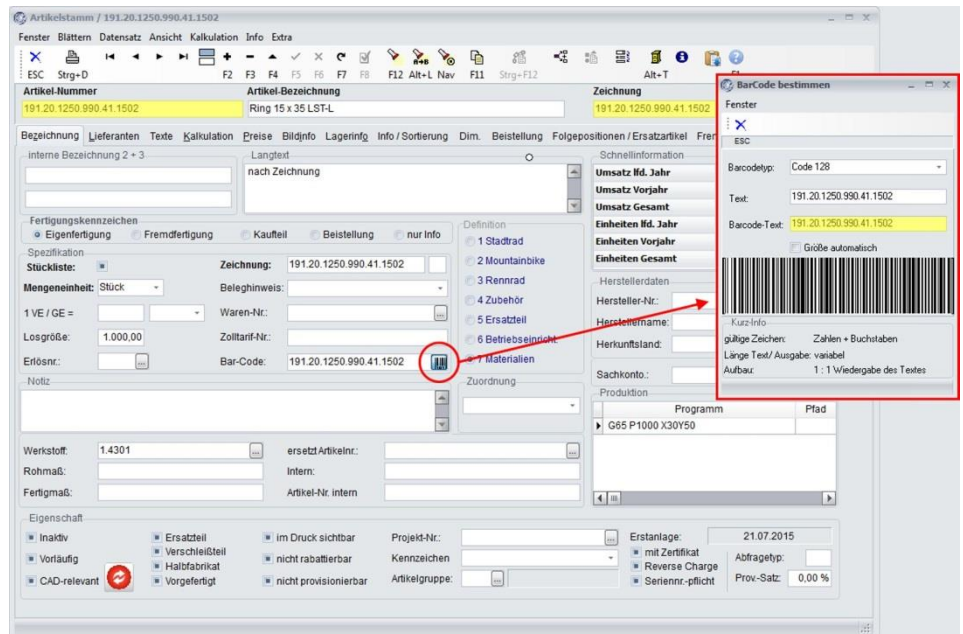 Artikelstamm / 191.20.1250.990.41.1502
Fenster Blättern Datensatz Ansicht Kalkulation Info Extra
ESC Strg+D F2 F3 F4 F5 F6 F7 F8 F12 Alt+L Nav F11 Strg+F12 Alt+T
Artikel-Nummer Artikel-Bezeichnung Zeichnung
191.20.1250.990.41.1502 Ring 15 x 35 LST-L 191.20.1250.990.41.1502
Bezeichnung Lieferanten Texte Kalkulation Preise Bildinfo Lagerinfo Info / Sortierung Dim. Beistellung Folgepositionen / Ersatzartikel
interne Bezeichnung 2 + 3 Langtext Schnellinformation
nach Zeichnung
Umsatz lfd. Jahr
Umsatz Vorjahr
Umsatz Gesamt
Einheiten lfd. Jahr
Einheiten Vorjahr
Einheiten Gesamt
Fertigungskennzeichen
Eigenfertigung Fremdfertigung Kaufteil Beistellung nur Info
Definition
1 Stadtrad
2 Mountainbike
3 Rennrad
4 Zubehör
5 Ersatzteil
6 Betriebseinricht
7 Materialien
Spezifikation
Stückliste: Zeichnung: 191.20.1250.990.41.1502
Mengeneinheit: Stück Beleghinweis:
1 VE / GE = Waren-Nr.:
Losgröße: 1.000,00 Zolltarif-Nr.:
Erlösnr.: Bar-Code: 191.20.1250.990.41.1502
Herstellerdaten
Hersteller-Nr.:
Herstellername:
Herkunftsland:
Sachkonto.:
Notiz Zuordnung
Produktion
Programm Pfad
G65 P1000 X30Y50
Werkstoff: 1.4301 ersetzt Artikelnr.:
Rohmaß: Intern:
Fertigmaß: Artikel-Nr. intern
Eigenschaft
Inaktiv Ersatzteil im Druck sichtbar Projekt-Nr.: Erstanlage: 21.07.2015
Verschleißteil mit Zertifikat
Vorläufig Halbfabrikat nicht rabattierbar Kennzeichen Reverse Charge Abfragetyp:
CAD-relevant Vorgefertigt nicht provisionierbar Artikelgruppe: Seriennr.-pflicht Prov.-Satz: 0,00 %
BarCode bestimmen
Fenster
ESC
Barcodetyp: Code 128
Text: 191.20.1250.990.41.1502
Barcode-Text: 191.20.1250.990.41.1502
Größe automatisch
Kurz-Info
gültige Zeichen: Zahlen + Buchstaben
Länge Text/ Ausgabe: variabel
Aufbau: 1 : 1 Wiedergabe des Textes